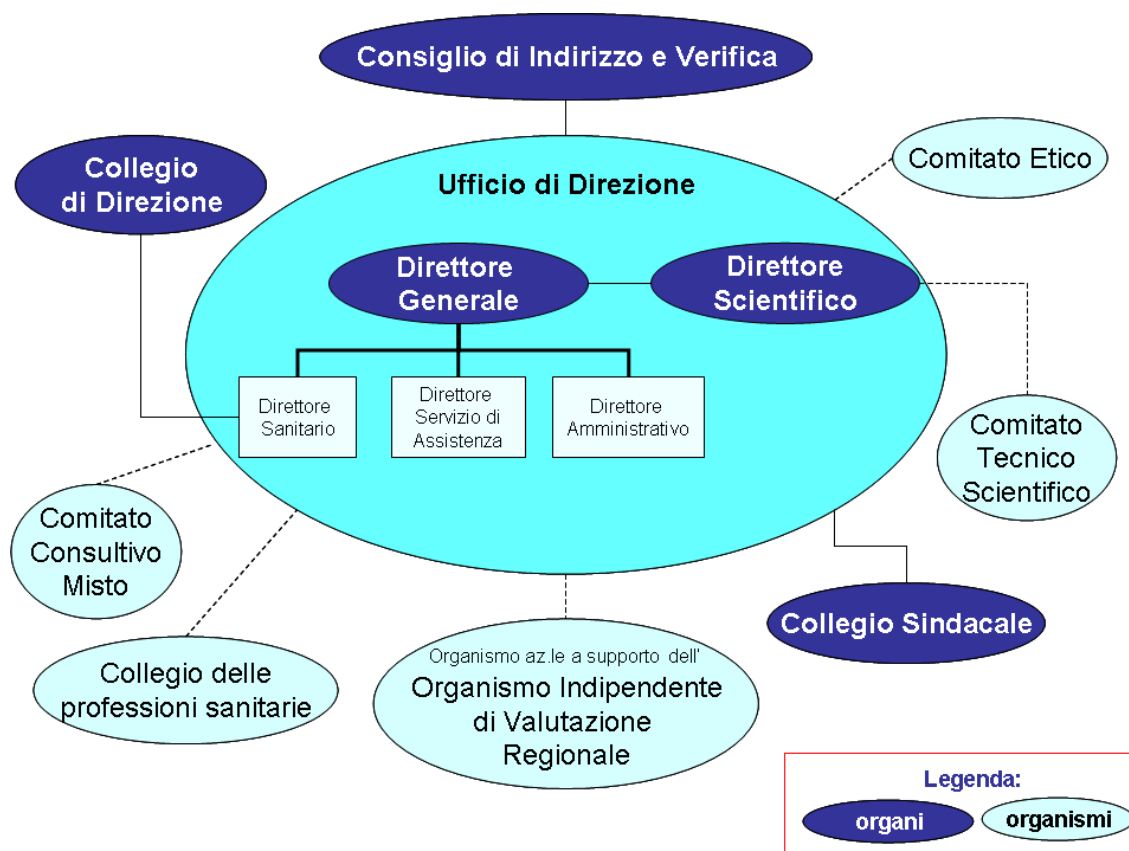 Consiglio di Indirizzo e Verifica
Collegio
di Direzione
Ufficio di Direzione
Comitato Etico
Direttore
Generale
Direttore
Scientifico
Direttore
Sanitario
Direttore
Servizio di
Assistenza
Direttore
Amministrativo
Comitato
Tecnico
Scientifico
Comitato
Consultivo
Misto
Collegio Sindacale
Collegio delle
professioni sanitarie
Organismo az.le a supporto dell'
Organismo Indipendente
di Valutazione
Regionale
Legenda:
organi
organismi